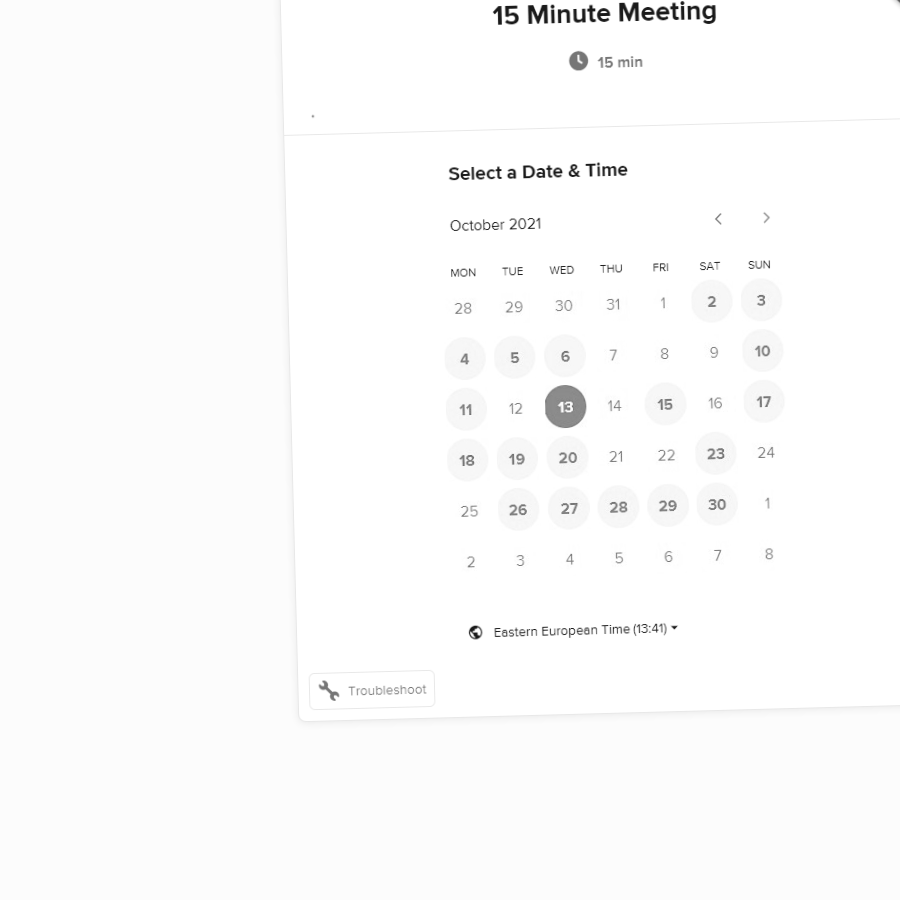 15 Minute Meeting
15 min
Select a Date & Time
October 2021
MON TUE WED THU FRI SAT SUN
28 29 30 31 1 2 3
4 5 6 7 8 9 10
11 12 13 14 15 16 17
18 19 20 21 22 23 24
25 26 27 28 29 30 1
2 3 4 5 6 7 8
Eastern European Time (13:41)
Troubleshoot